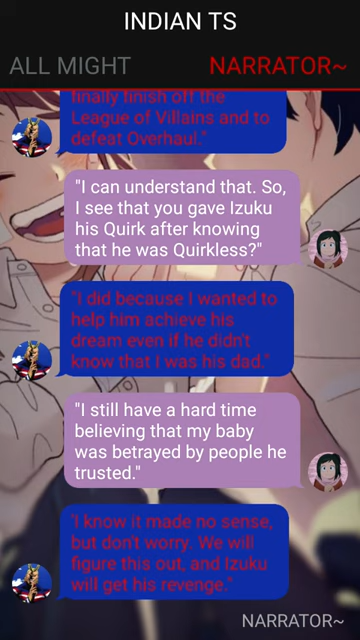 INDIAN TS
ALL MIGHT
NARRATOR~
finally finish off the
League of Villains and to
defeat Overhaul."
"I can understand that. So,
I see that you gave Izuku
his Quirk after knowing
that he was Quirkless?"
"I did because I wanted to
help him achieve his
dream even if he didn't
know that I was his dad."
"I still have a hard time
believing that my baby
was betrayed by people he
trusted."
'I know it made no sense,
but don't worry. We will
figure this out, and Izuku
will get his revenge."
NARRATOR~